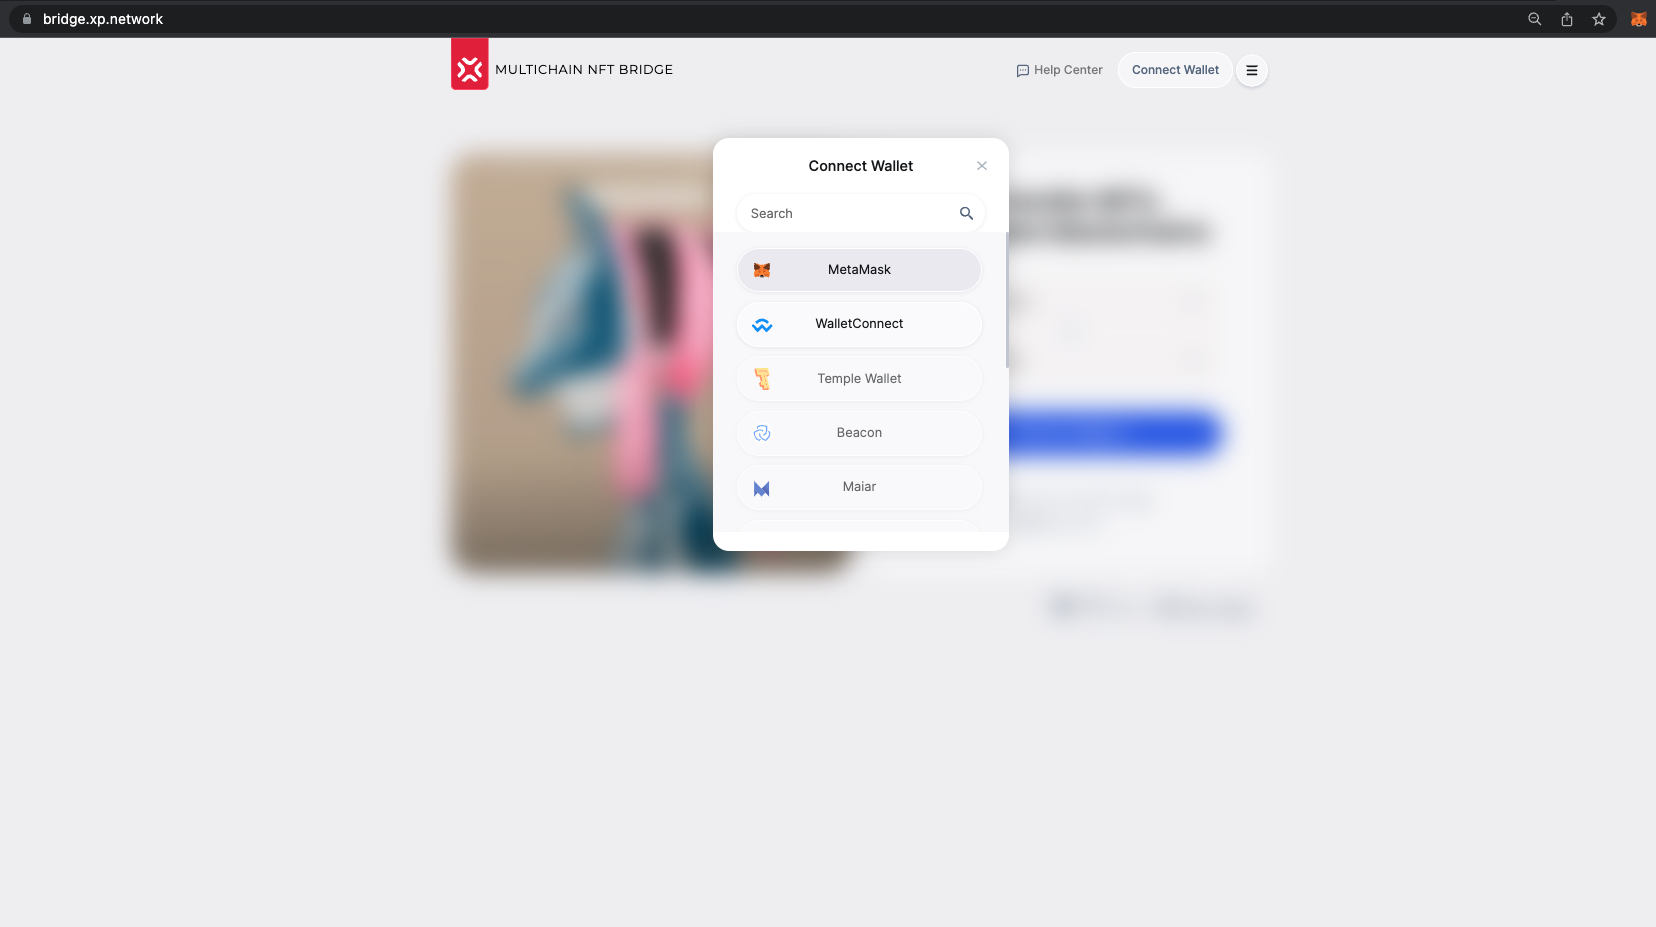 bridge.xp.network
MULTICHAIN NFT BRIDGE
Help Center
Connect Wallet
Connect Wallet
Search
MetaMask
WalletConnect
Temple Wallet
Beacon
Maiar